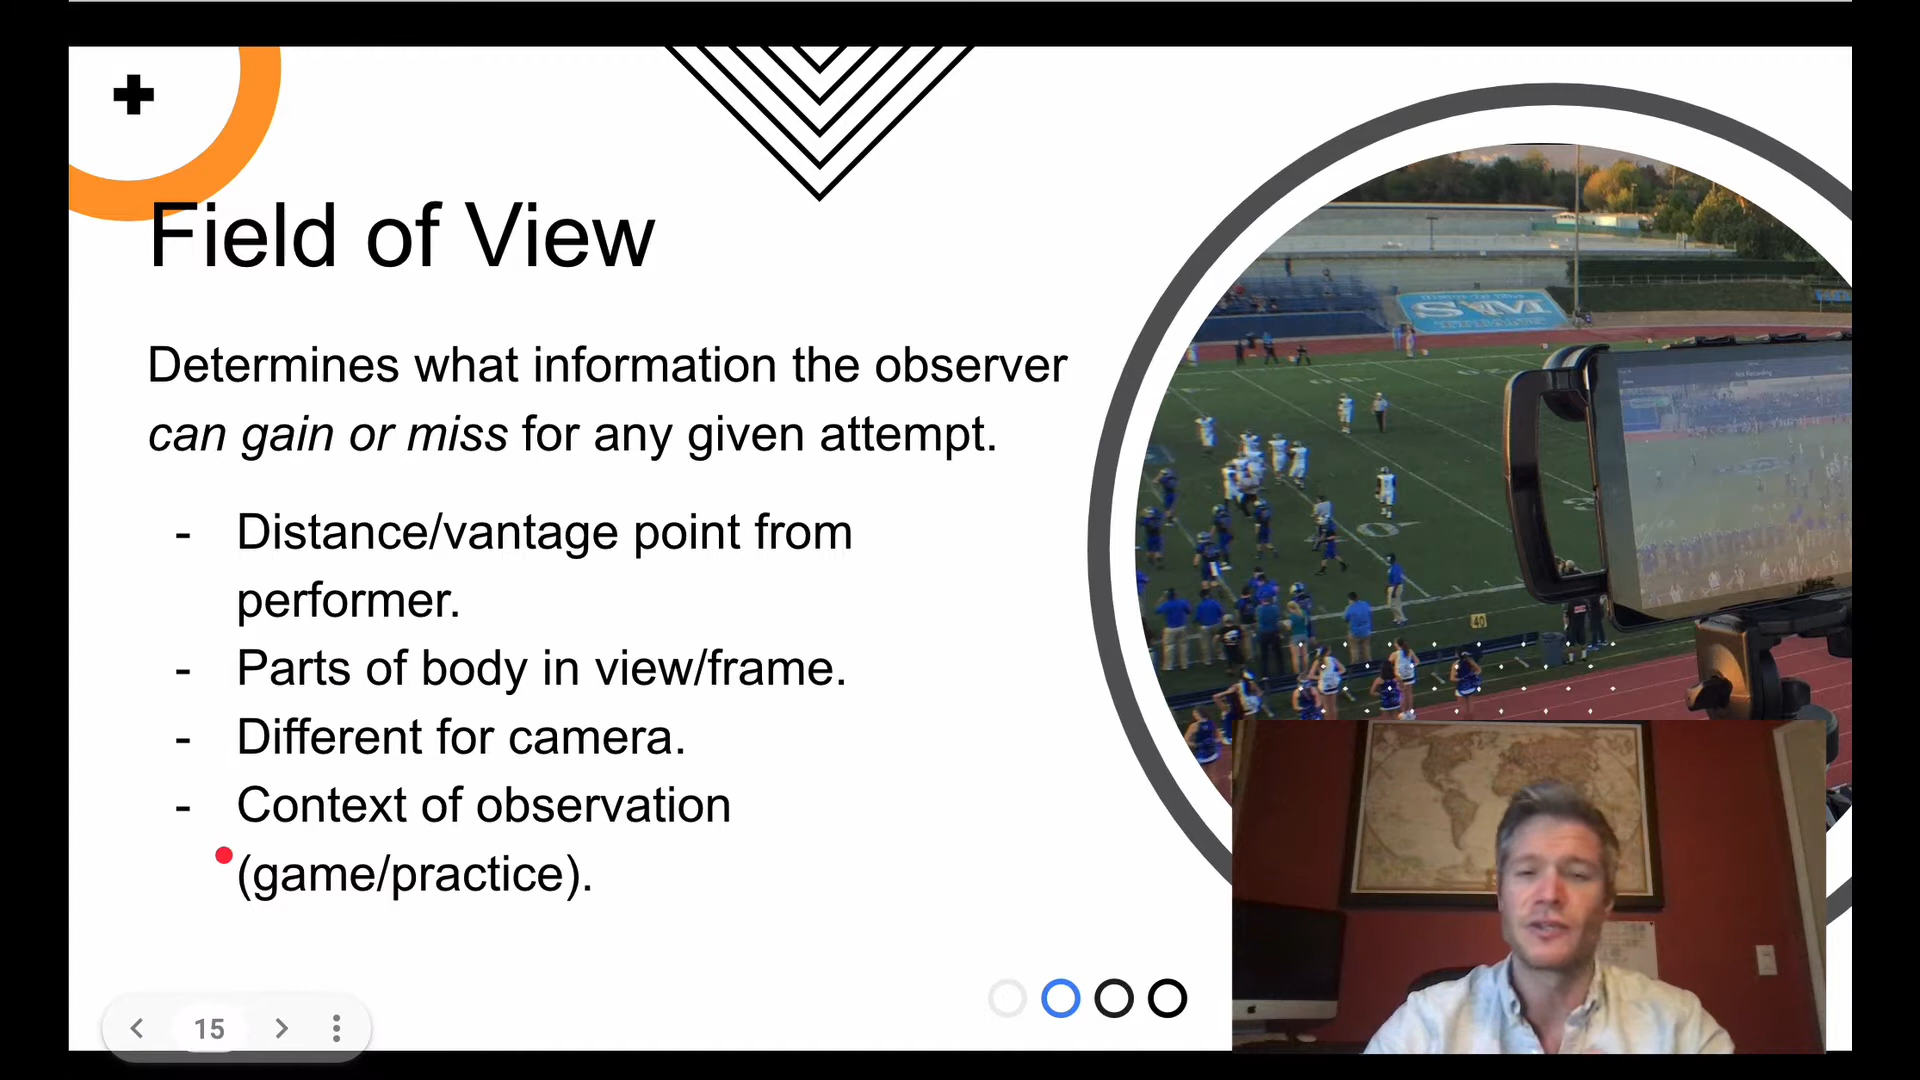 Field of View
Determines what information the observer
can gain or miss for any given attempt.
- Distance/vantage point from
performer.
- Parts of body in view/frame.
- Different for camera.
- Context of observation
(game/practice).
15
40